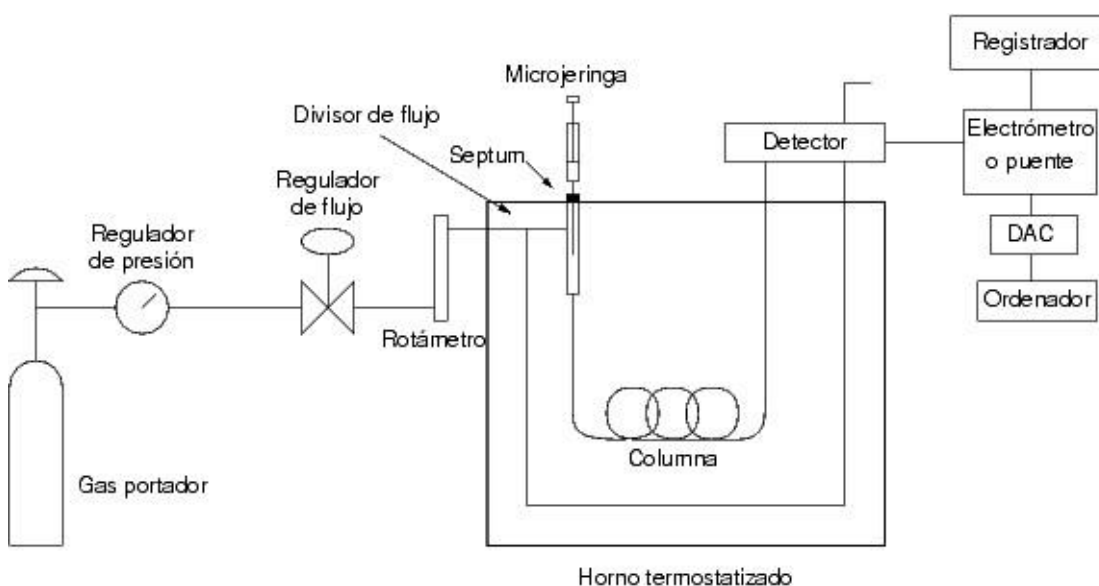 Registrador
Microjeringa
Divisor de flujo
Electrómetro
o puente
Detector
Septum
Regulador
de flujo
Regulador
de presión
DAC
Ordenador
Rotámetro
Columna
Gas portador
Horno termostatizado